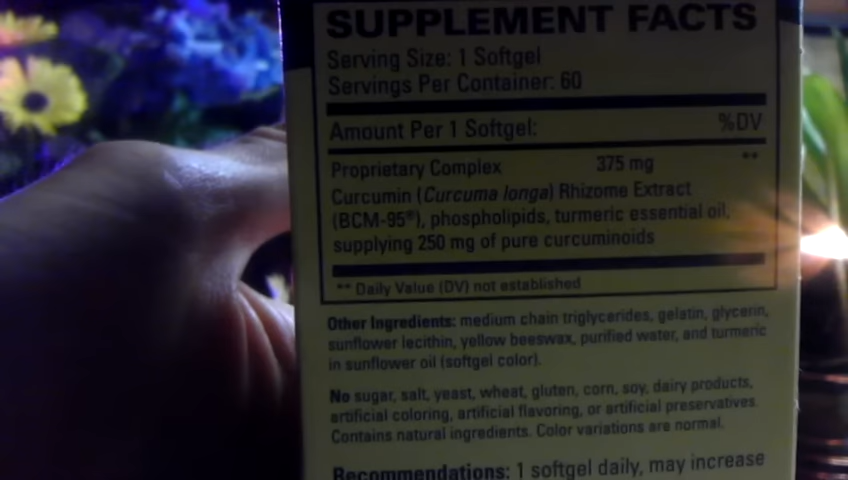 SUPPLEMENT FACTS
Serving Size: 1 Softgel
Servings Per Container: 60
Amount Per 1 Softgel: %DV
Proprietary Complex 375 mg **
Curcumin (Curcuma longa) Rhizome Extract
(BCM-95®), phospholipids, turmeric essential oil,
supplying 250 mg of pure curcuminoids
** Daily Value (DV) not established
Other Ingredients: medium chain triglycerides, gelatin, glycerin,
sunflower lecithin, yellow beeswax, purified water, and turmeric
in sunflower oil (softgel color).
No sugar, salt, yeast, wheat, gluten, corn, soy, dairy products,
artificial coloring, artificial flavoring, or artificial preservatives.
Contains natural ingredients. Color variations are normal.
Recommendations: 1 softgel daily, may increase